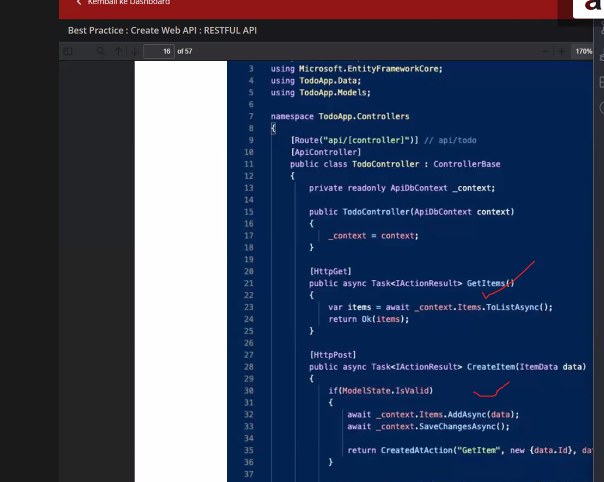 Kembali ke Dashboard
Best Practice : Create Web API : RESTFUL API
16 of 57
170%
3 using Microsoft.EntityFrameworkCore;
4 using TodoApp.Data;
5 using TodoApp.Models;
6
7 namespace TodoApp.Controllers
8 {
9 [Route("api/[controller]")] // api/todo
10 [ApiController]
11 public class TodoController : ControllerBase
12 {
13 private readonly ApiDbContext _context;
14
15 public TodoController(ApiDbContext context)
16 {
17 _context = context;
18 }
19
20 [HttpGet]
21 public async Task<IActionResult> GetItems()
22 {
23 var items = await _context.Items.ToListAsync();
24 return Ok(items);
25 }
26
27 [HttpPost]
28 public async Task<IActionResult> CreateItem(ItemData data)
29 {
30 if(ModelState.IsValid)
31 {
32 await _context.Items.AddAsync(data);
33 await _context.SaveChangesAsync();
34
35 return CreatedAction("GetItem", new {data.Id}, da
36 }
37